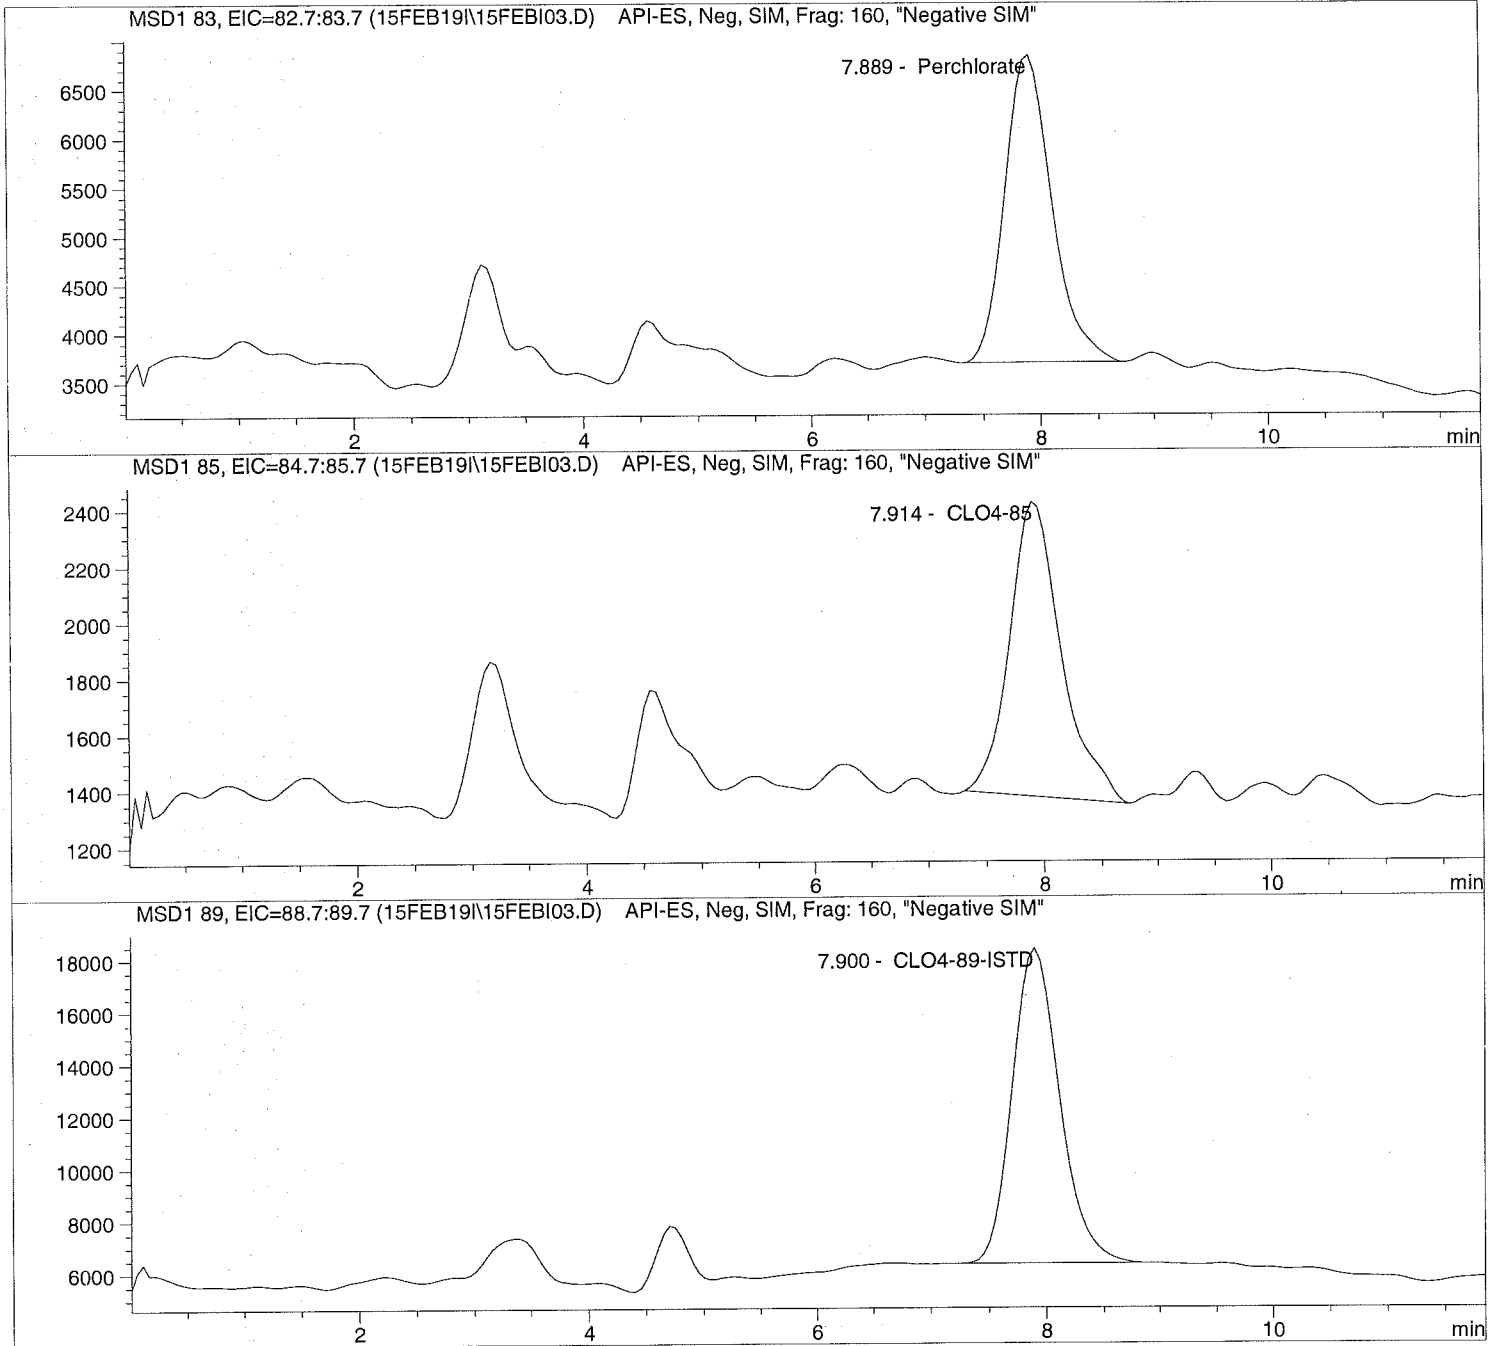 MSD1 83, EIC=82.7:83.7 (15FEB19I\15FEBI03.D) API-ES, Neg, SIM, Frag: 160, "Negative SIM"
7.889 - Perchlorate
6500
6000
5500
5000
4500
4000
3500
2 4 6 8 10 min
MSD1 85, EIC=84.7:85.7 (15FEB19I\15FEBI03.D) API-ES, Neg, SIM, Frag: 160, "Negative SIM"
7.914 - CLO4-85
2400
2200
2000
1800
1600
1400
1200
2 4 6 8 10 min
MSD1 89, EIC=88.7:89.7 (15FEB19I\15FEBI03.D) API-ES, Neg, SIM, Frag: 160, "Negative SIM"
7.900 - CLO4-89-ISTD
18000
16000
14000
12000
10000
8000
6000
2 4 6 8 10 min